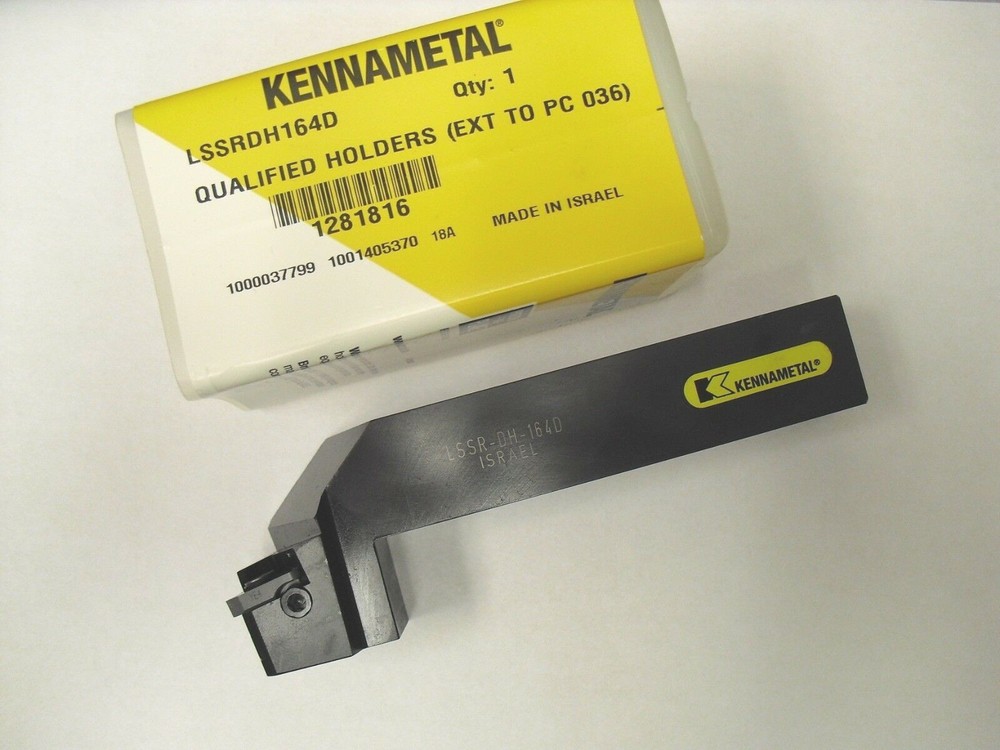 KENNAMETAL®
LSSRDH164D
Qty: 1
QUALIFIED HOLDERS (EXT TO PC 036)
1281816
1000037799 1001405370 18A
MADE IN ISRAEL
KENNAMETAL®
LSSR-DH-164D
ISRAEL